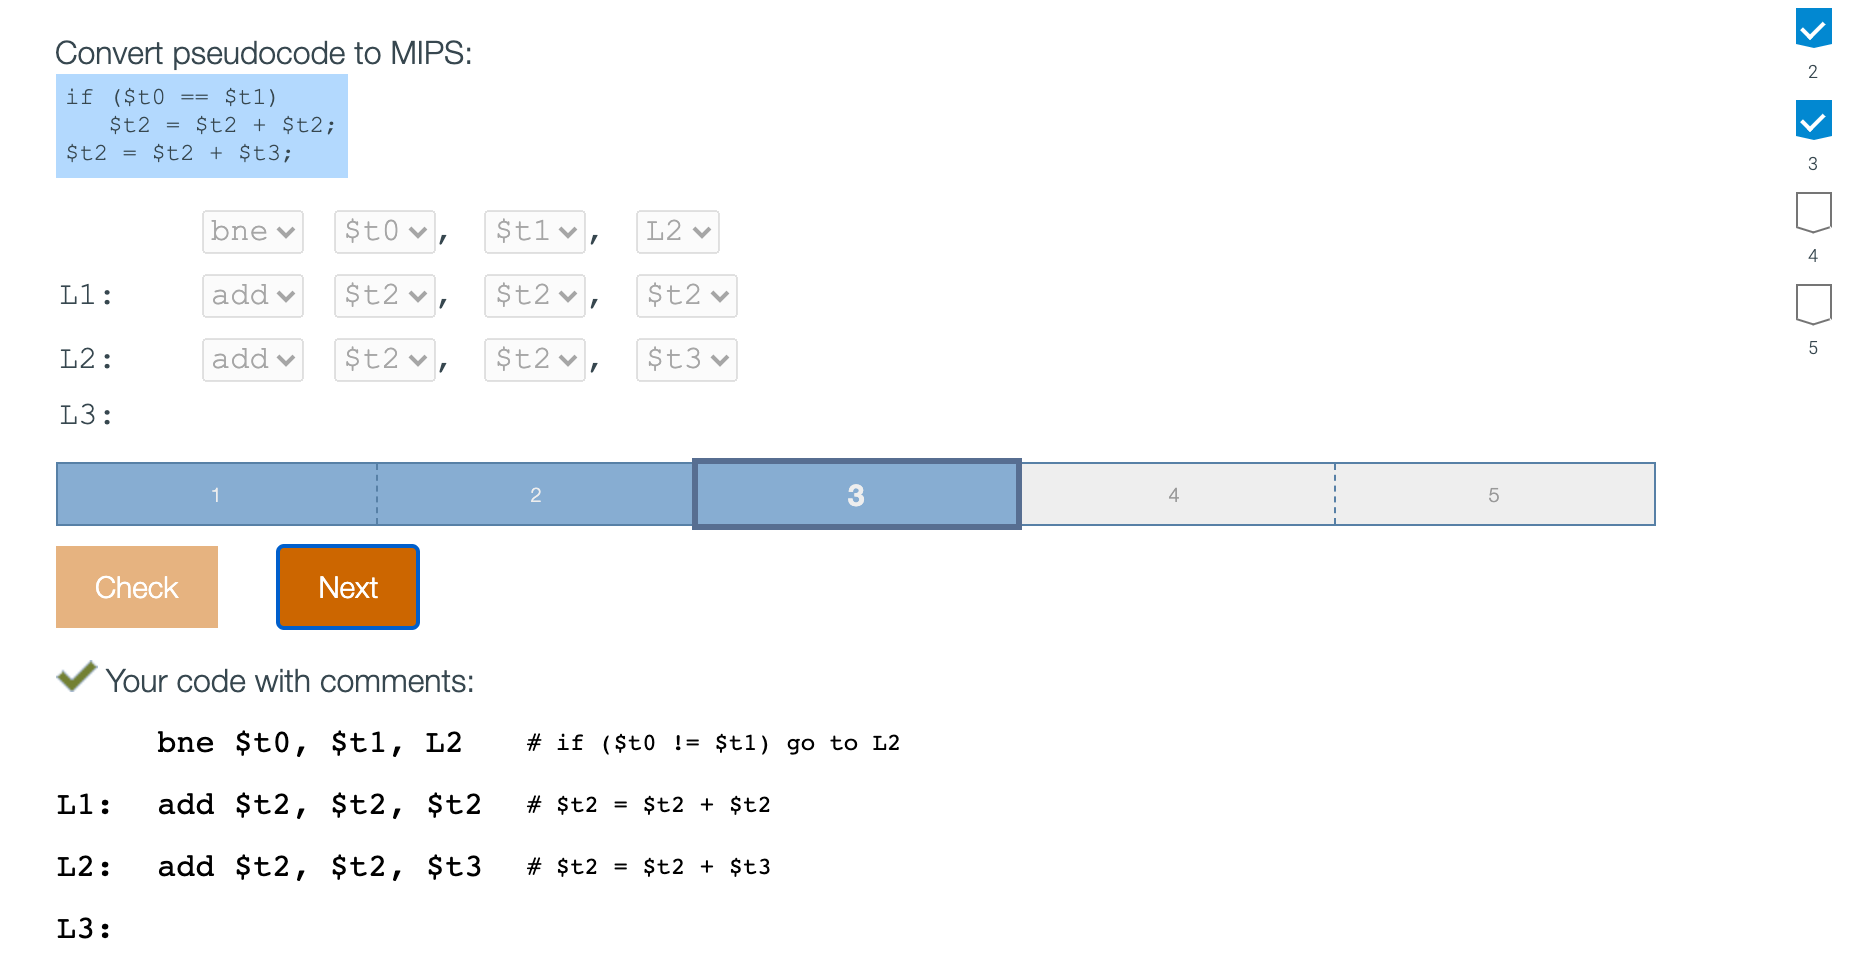 Convert pseudocode to MIPS:
if ($t0 == $t1)
   $t2 = $t2 + $t2;
$t2 = $t2 + $t3;
bne $t0, $t1, L2
L1: add $t2, $t2, $t2
L2: add $t2, $t2, $t3
L3:
1 2 3 4 5
Check Next
Your code with comments:
bne $t0, $t1, L2 # if ($t0 != $t1) go to L2
L1: add $t2, $t2, $t2 # $t2 = $t2 + $t2
L2: add $t2, $t2, $t3 # $t2 = $t2 + $t3
L3:
2
3
4
5